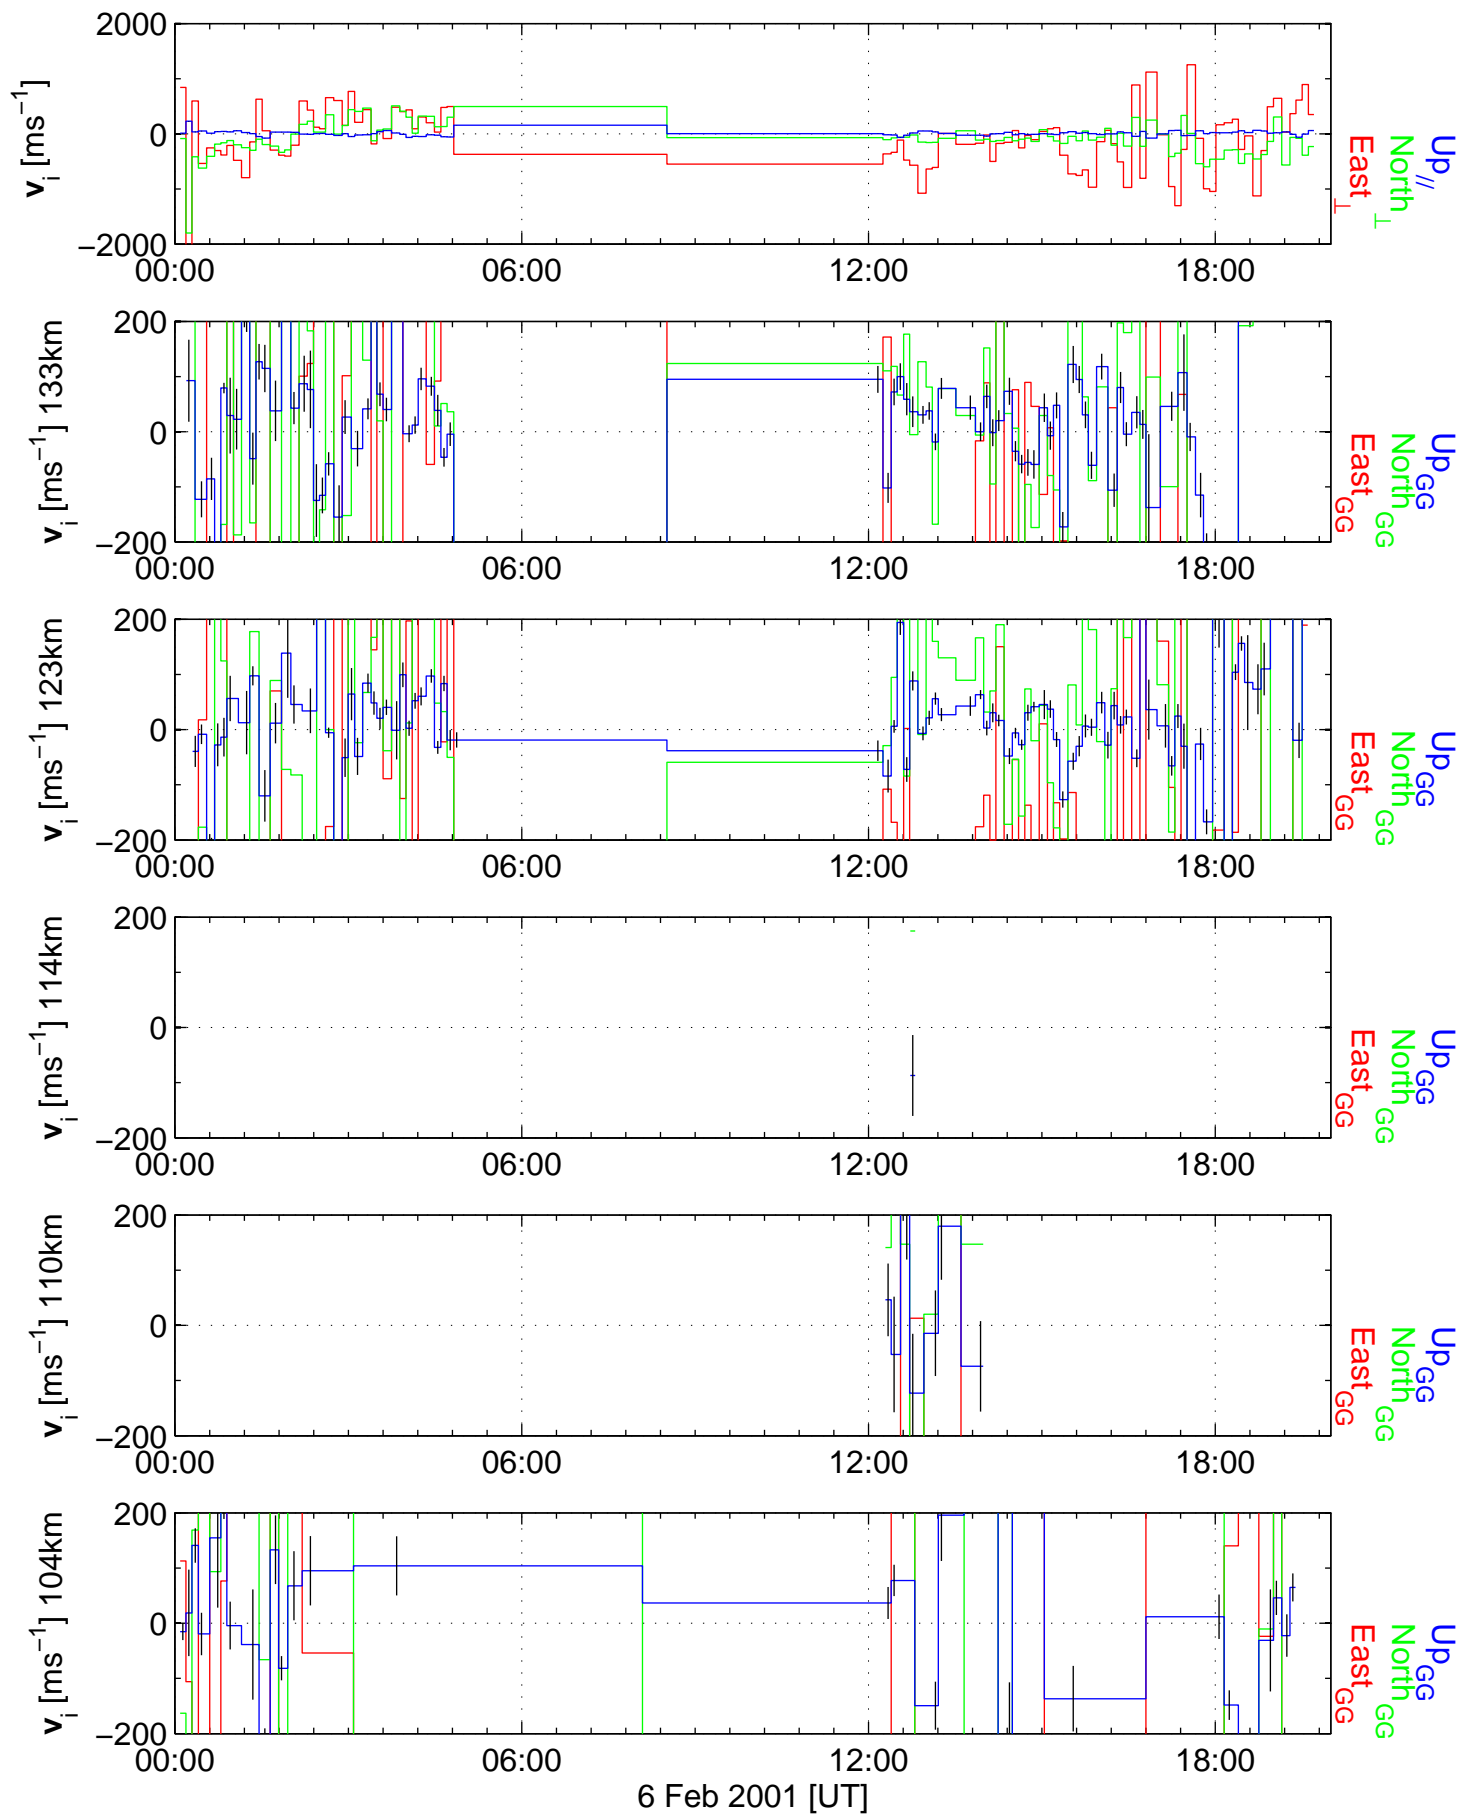 2000
0
−2000
v_i [ms⁻¹]
00:00 06:00 12:00 18:00
East⊥
North⊥
Up//
200
0
−200
v_i [ms⁻¹] 133km
00:00 06:00 12:00 18:00
East_GG
North_GG
Up_GG
200
0
−200
v_i [ms⁻¹] 123km
00:00 06:00 12:00 18:00
East_GG
North_GG
Up_GG
200
0
−200
v_i [ms⁻¹] 114km
00:00 06:00 12:00 18:00
East_GG
North_GG
Up_GG
200
0
−200
v_i [ms⁻¹] 110km
00:00 06:00 12:00 18:00
East_GG
North_GG
Up_GG
200
0
−200
v_i [ms⁻¹] 104km
00:00 06:00 12:00 18:00
East_GG
North_GG
Up_GG
6 Feb 2001 [UT]